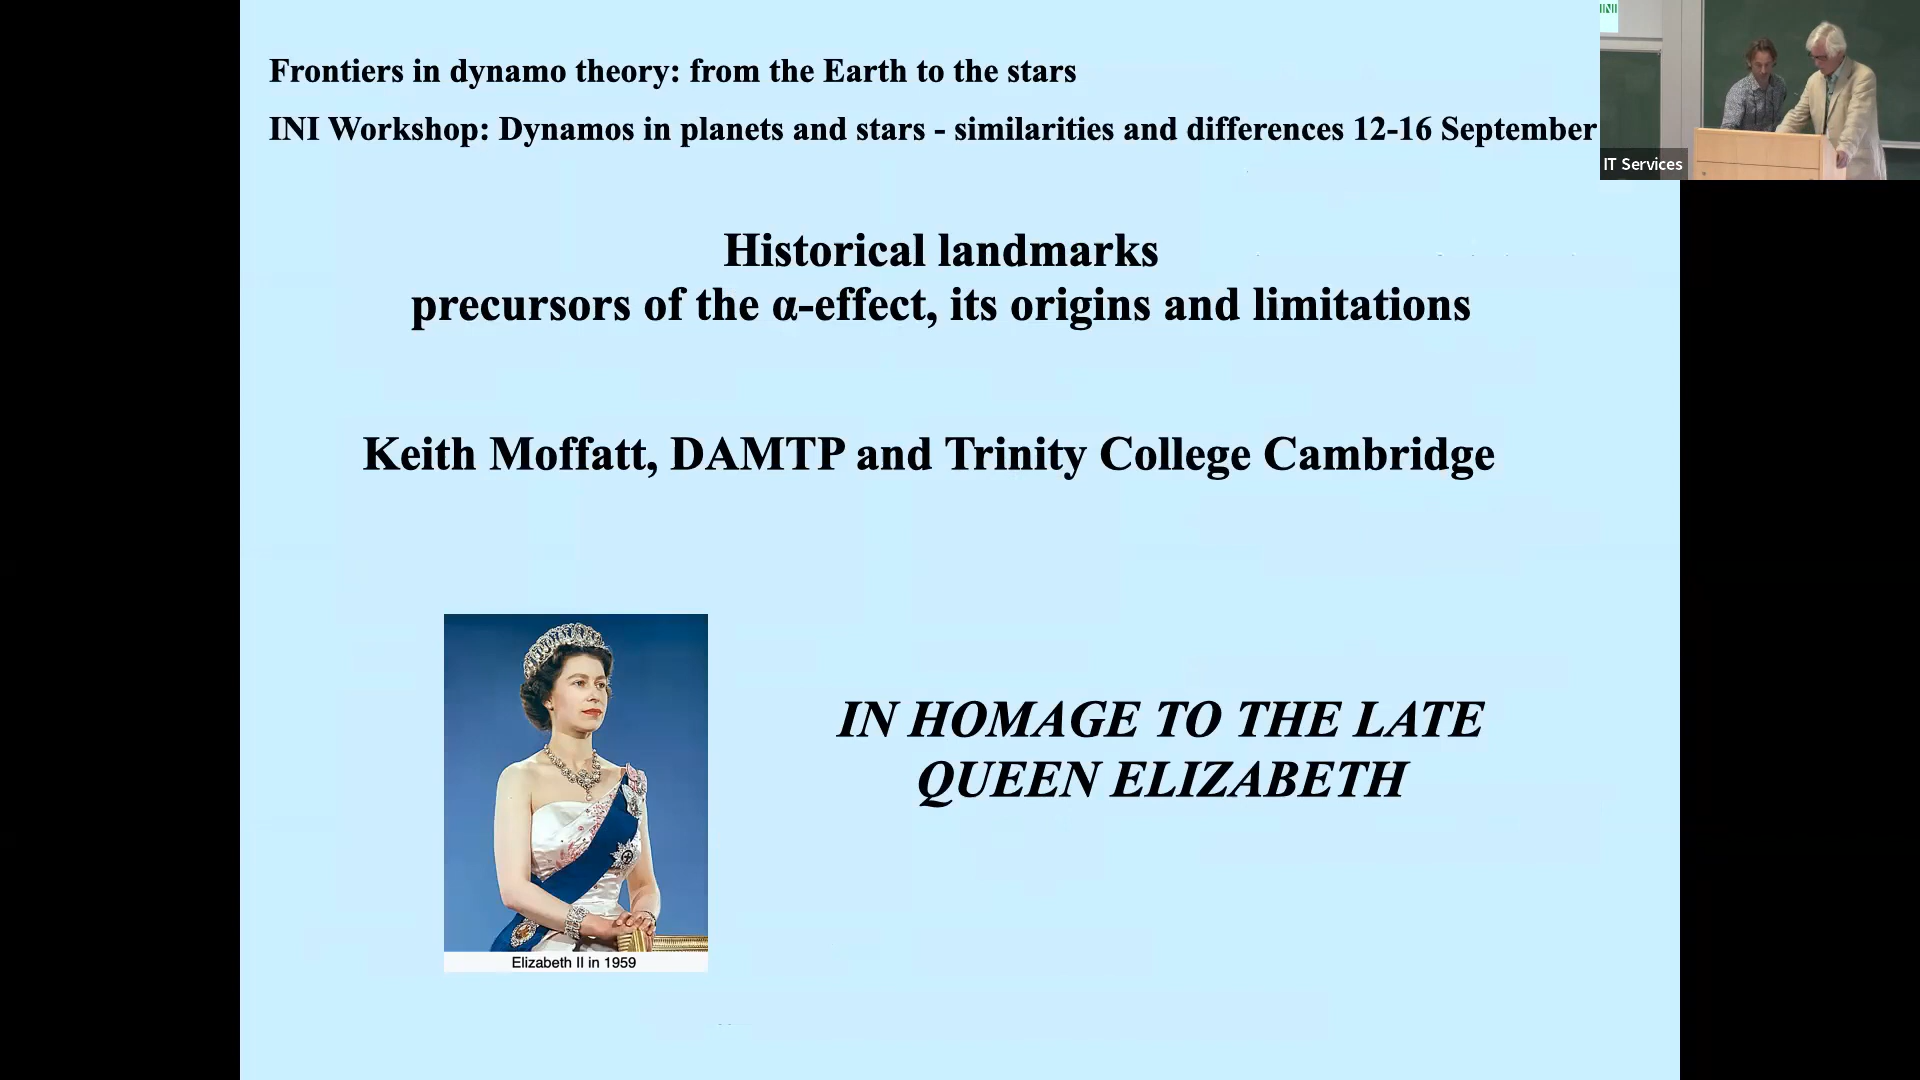 Frontiers in dynamo theory: from the Earth to the stars
INI Workshop: Dynamos in planets and stars - similarities and differences 12-16 September
INI
IT Services
Historical landmarks
precursors of the α-effect, its origins and limitations
Keith Moffatt, DAMTP and Trinity College Cambridge
IN HOMAGE TO THE LATE
QUEEN ELIZABETH
Elizabeth II in 1959